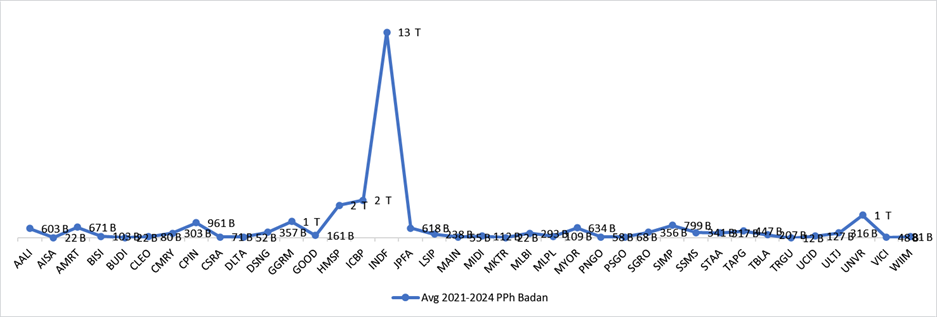 13 T
603 B
22 B
671 B
103 B
22 B
80 B
303 B
961 B
71 B
52 B
357 B
1 T
161 B
2 T
2 T
618 B
238 B
55 B
112 B
22 B
293 B
109 B
634 B
58 B
68 B
356 B
799 B
341 B
317 B
447 B
207 B
12 B
127 B
316 B
1 T
48 B
81 B
AALI
AISA
AMRT
BISI
BUDI
CLEO
CMRY
CPIN
CSRA
DLTA
DSNG
GGRM
GOOD
HMSP
ICBP
INDF
JPFA
LSIP
MAIN
MIDI
MKTR
MLBI
MLPL
MYOR
PNGO
PSGO
SGRO
SIMP
SSMS
STAA
TAPG
TBLA
TRGU
UCID
ULTJ
UNVR
VICI
WIIM
Avg 2021-2024 PPh Badan